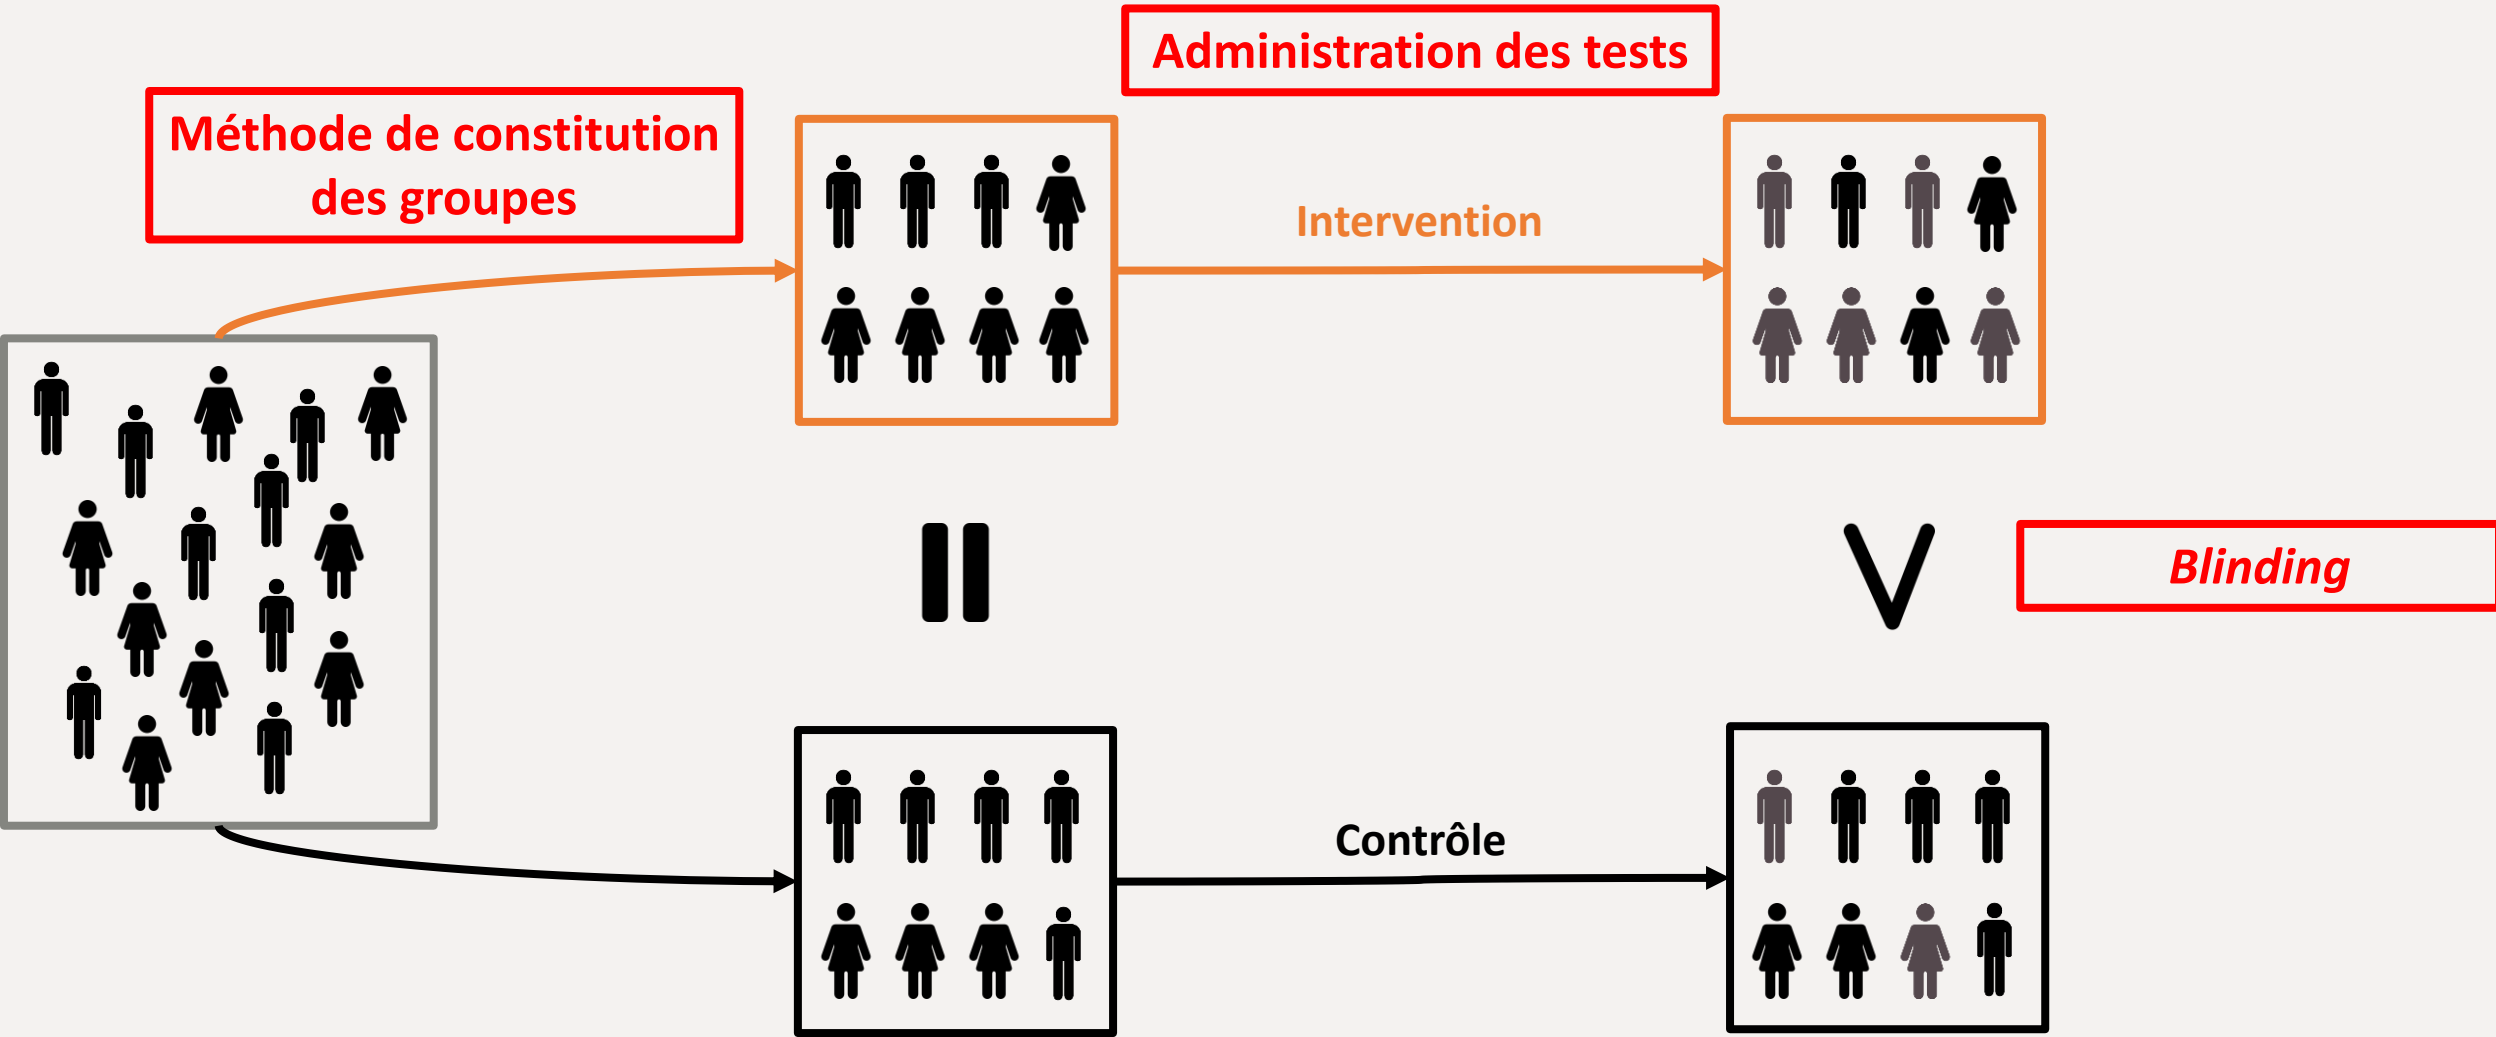 Administration des tests
Méthode de constitution
des groupes
Intervention
Blinding
Contrôle